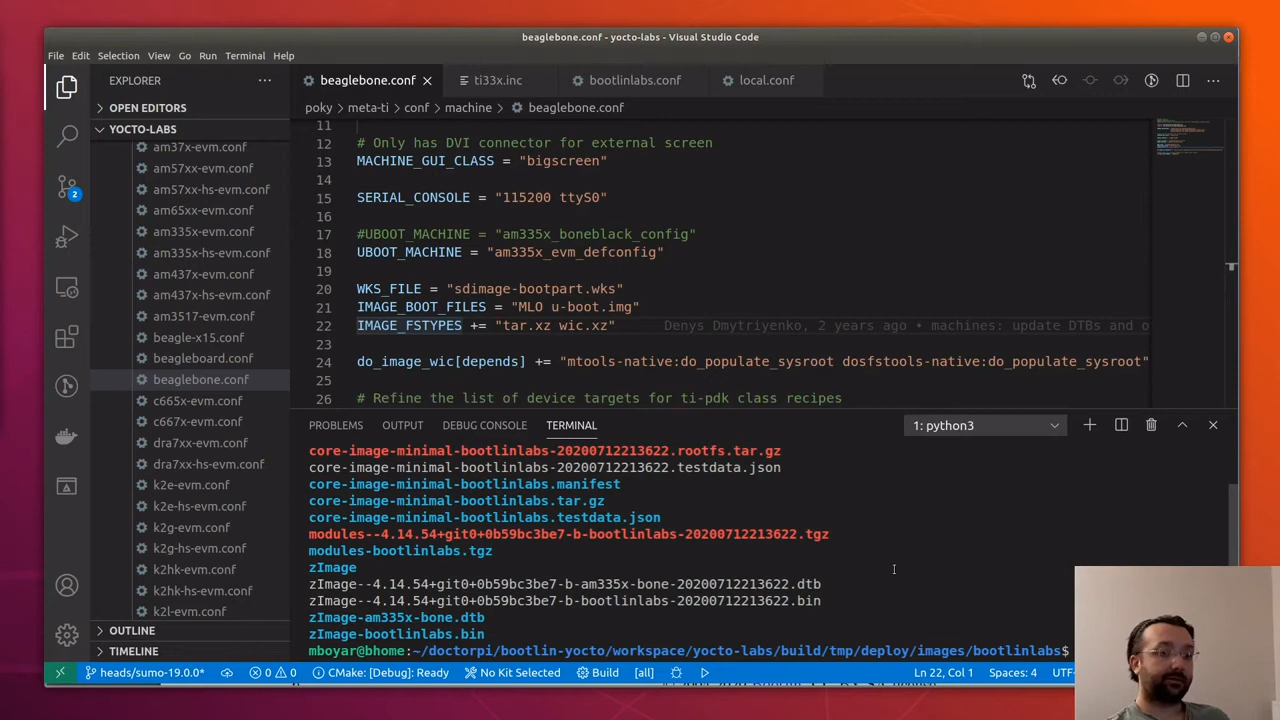 beaglebone.conf - yocto-labs - Visual Studio Code
File Edit Selection View Go Run Terminal Help
EXPLORER
OPEN EDITORS
YOCTO-LABS
am37x-evm.conf
am57xx-evm.conf
am57xx-hs-evm.conf
am65xx-evm.conf
am335x-evm.conf
am335x-hs-evm.conf
am437x-evm.conf
am437x-hs-evm.conf
am3517-evm.conf
beagle-x15.conf
beagleboard.conf
beaglebone.conf
c665x-evm.conf
c667x-evm.conf
dra7xx-evm.conf
dra7xx-hs-evm.conf
k2e-evm.conf
k2e-hs-evm.conf
k2g-evm.conf
k2g-hs-evm.conf
k2hk-evm.conf
k2hk-hs-evm.conf
k2l-evm.conf
OUTLINE
TIMELINE
2
beaglebone.conf ti33x.inc bootlinlabs.conf local.conf
poky > meta-ti > conf > machine > beaglebone.conf
11
12 # Only has DVI connector for external screen
13 MACHINE_GUI_CLASS = "bigscreen"
14
15 SERIAL_CONSOLE = "115200 ttyS0"
16
17 #UBOOT_MACHINE = "am335x_boneblack_config"
18 UBOOT_MACHINE = "am335x_evm_defconfig"
19
20 WKS_FILE = "sdimage-bootpart.wks"
21 IMAGE_BOOT_FILES = "MLO u-boot.img"
22 IMAGE_FSTYPES += "tar.xz wic.xz" Denys Dmytriyenko, 2 years ago • machines: update DTBs and o
23
24 do_image_wic[depends] += "mtools-native:do_populate_sysroot dosfstools-native:do_populate_sysroot"
25
26 # Refine the list of device targets for ti-pdk class recipes
PROBLEMS OUTPUT DEBUG CONSOLE TERMINAL 1: python3
core-image-minimal-bootlinlabs-20200712213622.rootfs.tar.gz
core-image-minimal-bootlinlabs-20200712213622.testdata.json
core-image-minimal-bootlinlabs.manifest
core-image-minimal-bootlinlabs.tar.gz
core-image-minimal-bootlinlabs.testdata.json
modules--4.14.54+git0+0b59bc3be7-b-bootlinlabs-20200712213622.tgz
modules-bootlinlabs.tgz
zImage
zImage--4.14.54+git0+0b59bc3be7-b-am335x-bone-20200712213622.dtb
zImage--4.14.54+git0+0b59bc3be7-b-bootlinlabs-20200712213622.bin
zImage-am335x-bone.dtb
zImage-bootlinlabs.bin
mboyar@bhome:~/doctorpi/bootlin-yocto/workspace/yocto-labs/build/tmp/deploy/images/bootlinlabs$
heads/sumo-19.0.0* 0 0 CMake: [Debug]: Ready No Kit Selected Build [all] Ln 22, Col 1 Spaces: 4 UTF-